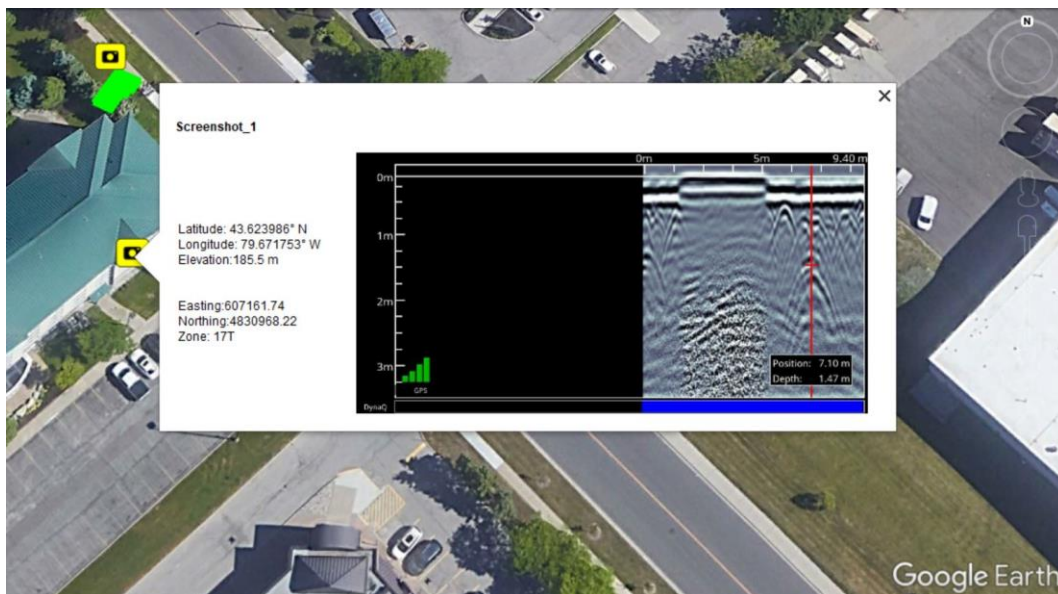 N
Screenshot_1
Latitude: 43.623986° N
Longitude: 79.671753° W
Elevation:185.5 m
Easting:607161.74
Northing:4830968.22
Zone: 17T
0m 5m 9.40 m
0m
1m
2m
3m
GPS
Position: 7.10 m
Depth: 1.47 m
DynaQ
Google Earth